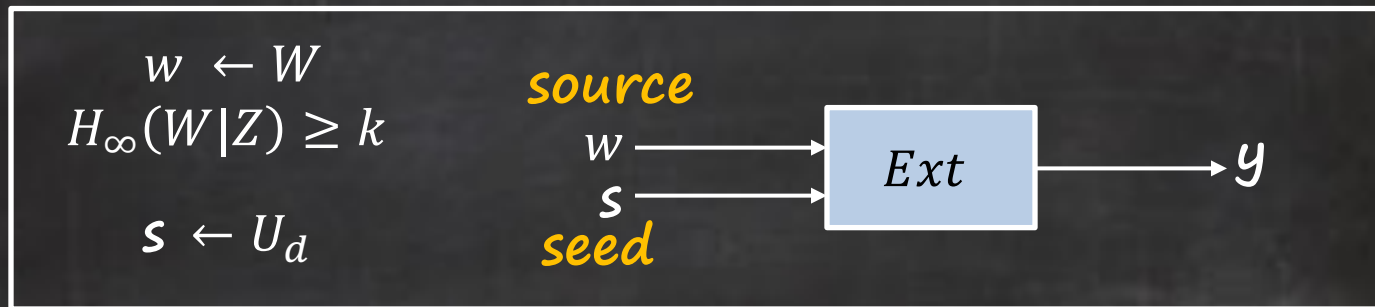 w ← W
H∞(W|Z) ≥ k
s ← U_d
source
w
s
seed
Ext
y